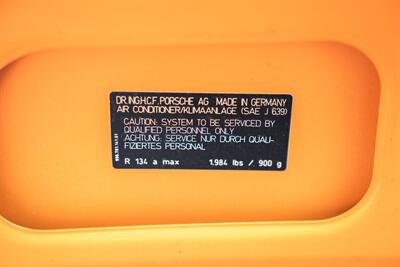 DR.ING.H.C.F.PORSCHE AG MADE IN GERMANY
AIR CONDITIONER/KLIMAANLAGE (SAE J 639)
CAUTION: SYSTEM TO BE SERVICED BY
QUALIFIED PERSONNEL ONLY
ACHTUNG: SERVICE NUR DURCH QUALI-
FIZIERTES PERSONAL
R 134 a max 1.984 lbs / 900 g